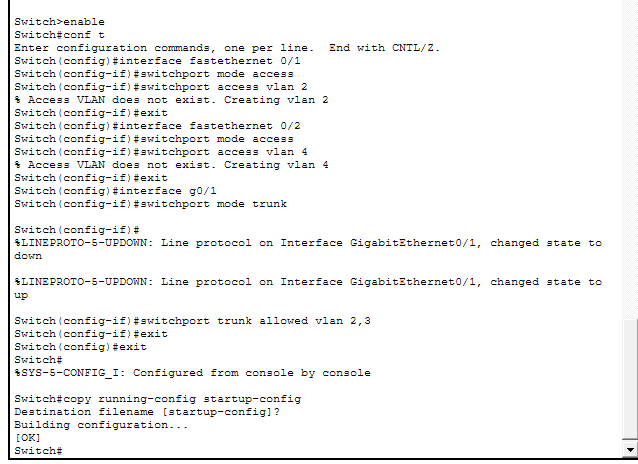 Switch>enable
Switch#conf t
Enter configuration commands, one per line.  End with CNTL/Z.
Switch(config)#interface fastethernet 0/1
Switch(config-if)#switchport mode access
Switch(config-if)#switchport access vlan 2
% Access VLAN does not exist. Creating vlan 2
Switch(config-if)#exit
Switch(config)#interface fastethernet 0/2
Switch(config-if)#switchport mode access
Switch(config-if)#switchport access vlan 4
% Access VLAN does not exist. Creating vlan 4
Switch(config-if)#exit
Switch(config)#interface g0/1
Switch(config-if)#switchport mode trunk
Switch(config-if)#
%LINEPROTO-5-UPDOWN: Line protocol on Interface GigabitEthernet0/1, changed state to
down
%LINEPROTO-5-UPDOWN: Line protocol on Interface GigabitEthernet0/1, changed state to
up
Switch(config-if)#switchport trunk allowed vlan 2,3
Switch(config-if)#exit
Switch(config)#exit
Switch#
%SYS-5-CONFIG_I: Configured from console by console
Switch#copy running-config startup-config
Destination filename [startup-config]?
Building configuration...
[OK]
Switch#